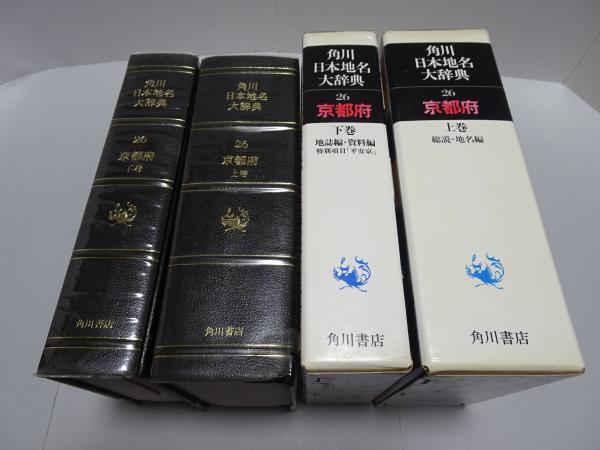 角川
日本地名
大辞典
26
京都府
下巻
角川書店
角川
日本地名
大辞典
26
京都府
上巻
角川書店
角川
日本地名
大辞典
26
京都府
下巻
地誌編・資料編
特別項目「平安京」
角川書店
角川
日本地名
大辞典
26
京都府
上巻
総説・地名編
角川書店